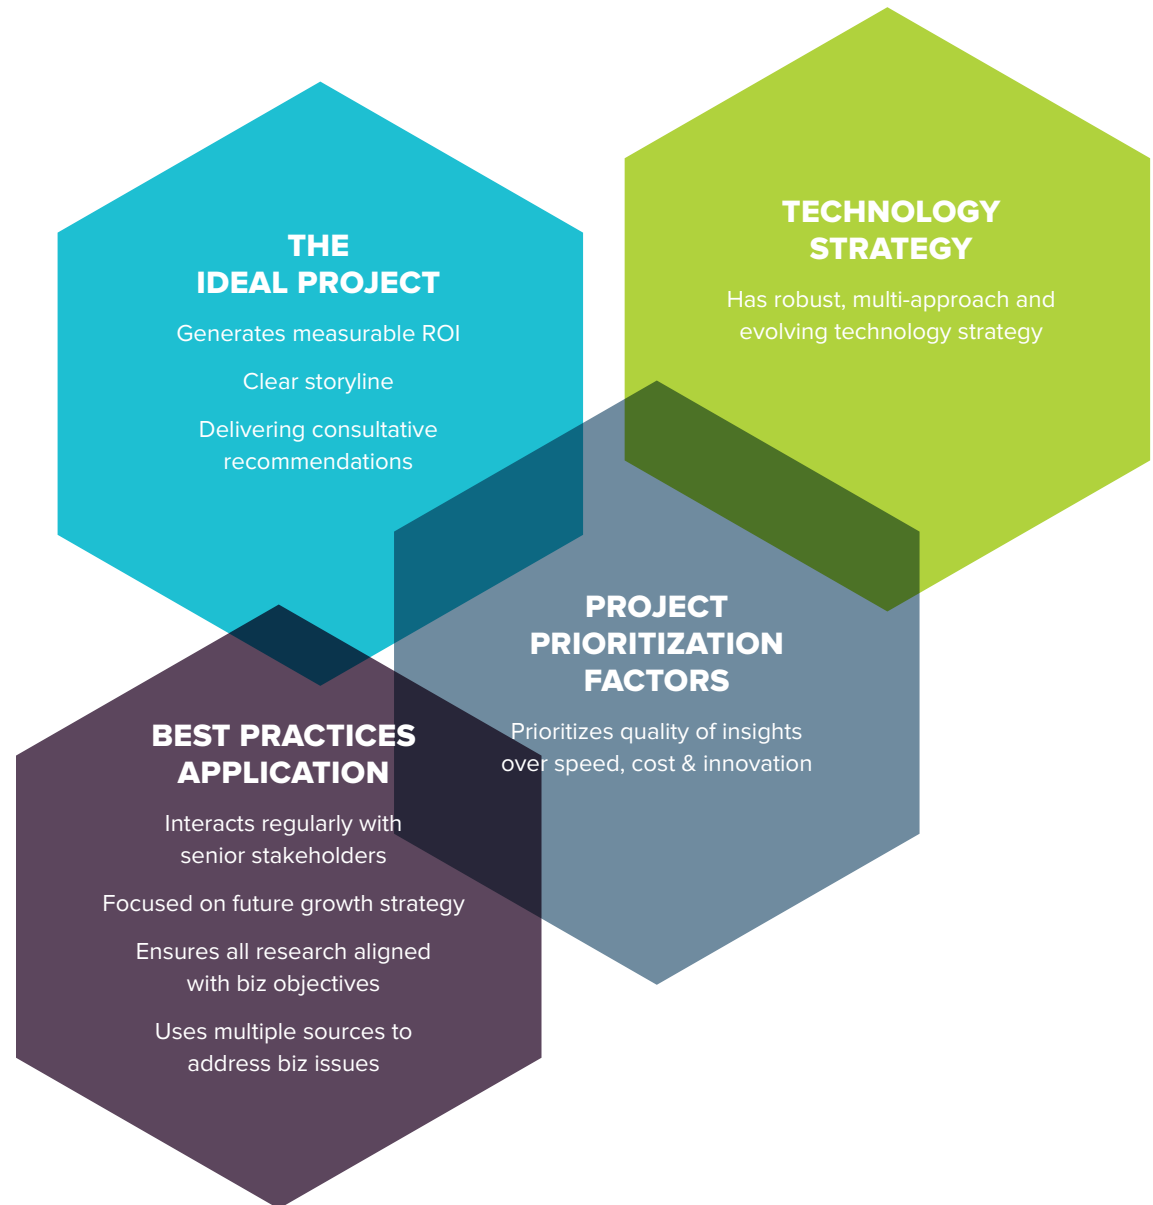 THE
IDEAL PROJECT
Generates measurable ROI
Clear storyline
Delivering consultative
recommendations
TECHNOLOGY
STRATEGY
Has robust, multi-approach and
evolving technology strategy
PROJECT
PRIORITIZATION
FACTORS
Prioritizes quality of insights
over speed, cost & innovation
BEST PRACTICES
APPLICATION
Interacts regularly with
senior stakeholders
Focused on future growth strategy
Ensures all research aligned
with biz objectives
Uses multiple sources to
address biz issues